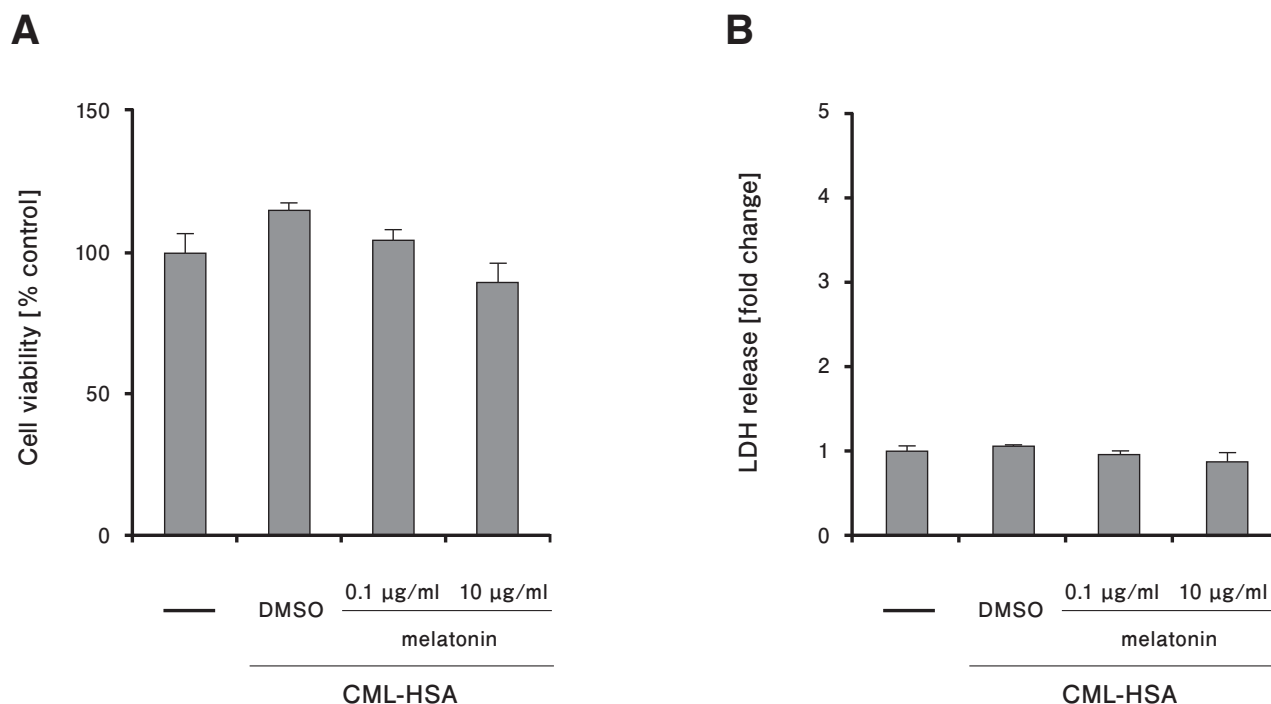 A
Cell viability [% control]
150
100
50
0
DMSO
0.1 µg/ml 10 µg/ml
melatonin
CML-HSA
B
LDH release [fold change]
5
4
3
2
1
0
DMSO
0.1 µg/ml 10 µg/ml
melatonin
CML-HSA